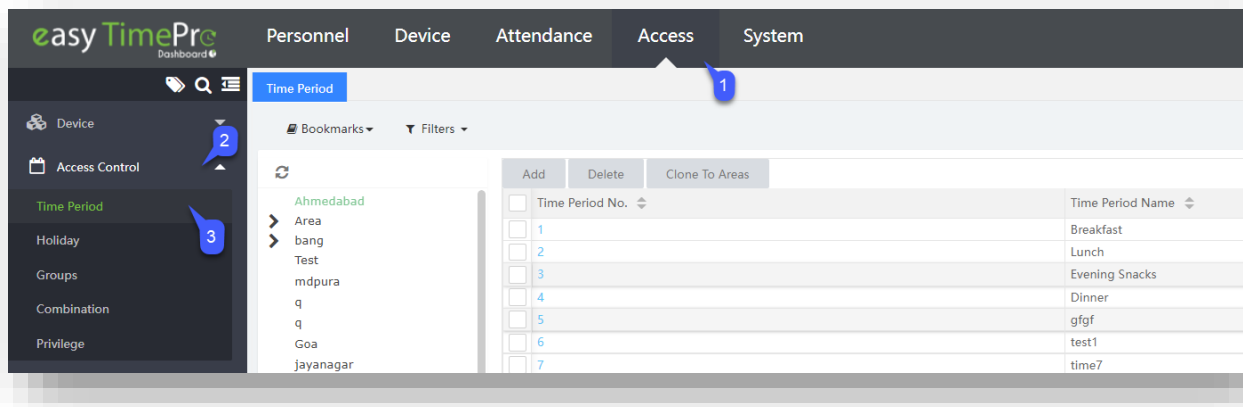 easy TimePro
Dashboard
Personnel Device Attendance Access System
1
Time Period
Device
2
Bookmarks Filters
Access Control
Add Delete Clone To Areas
Time Period
3
Holiday
Groups
Combination
Privilege
Ahmedabad
Area
bang
Test
mdpura
q
q
Goa
jayanagar
Time Period No. Time Period Name
1 Breakfast
2 Lunch
3 Evening Snacks
4 Dinner
5 gfgf
6 test1
7 time7